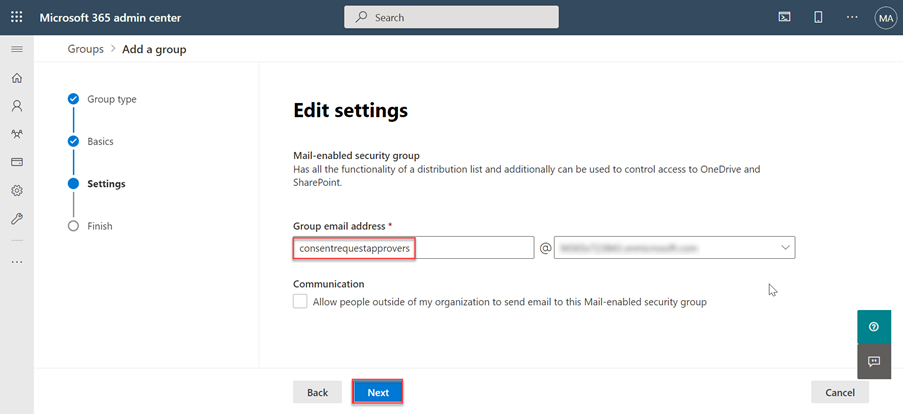 Microsoft 365 admin center
Search
MA
Groups > Add a group
Group type
Basics
Settings
Finish
Edit settings
Mail-enabled security group
Has all the functionality of a distribution list and additionally can be used to control access to OneDrive and
SharePoint.
Group email address *
consentrequestapprovers @
Communication
Allow people outside of my organization to send email to this Mail-enabled security group
Back Next Cancel